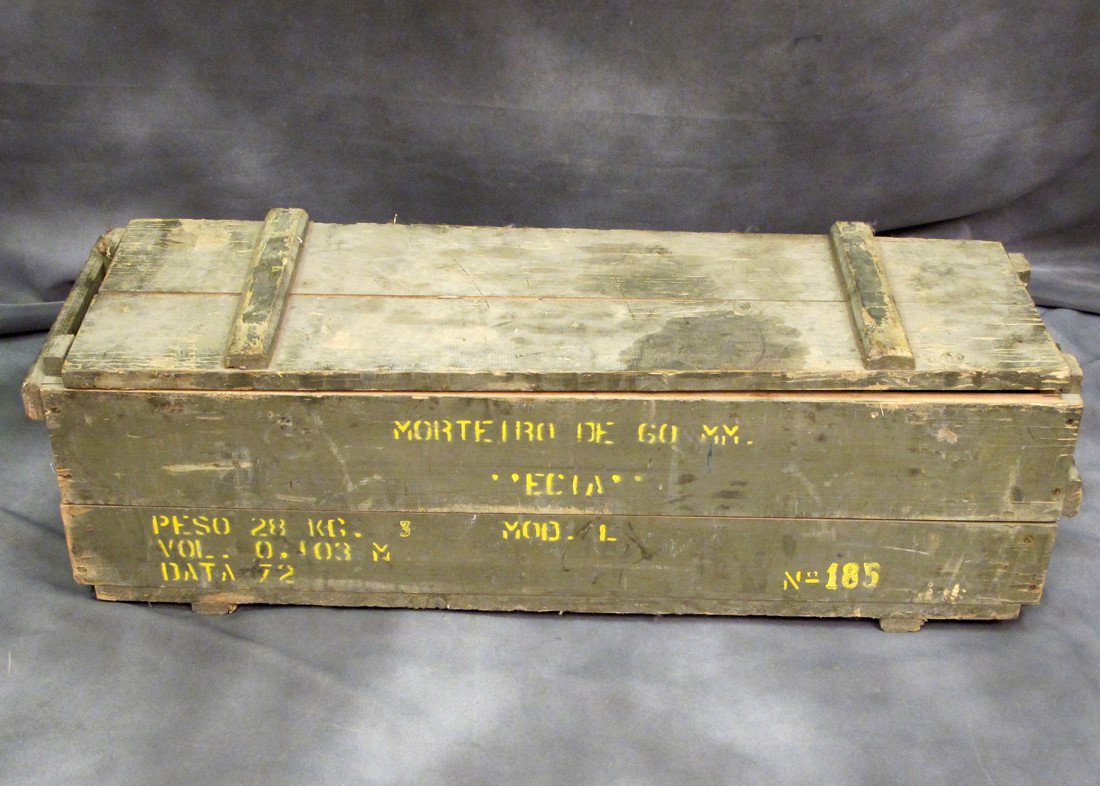 MORTEIRO DE 60 MM.
"ECIA"
PESO 28 KG. MOD. L
VOL. 0.103 M3
DATA 72
Nº 185